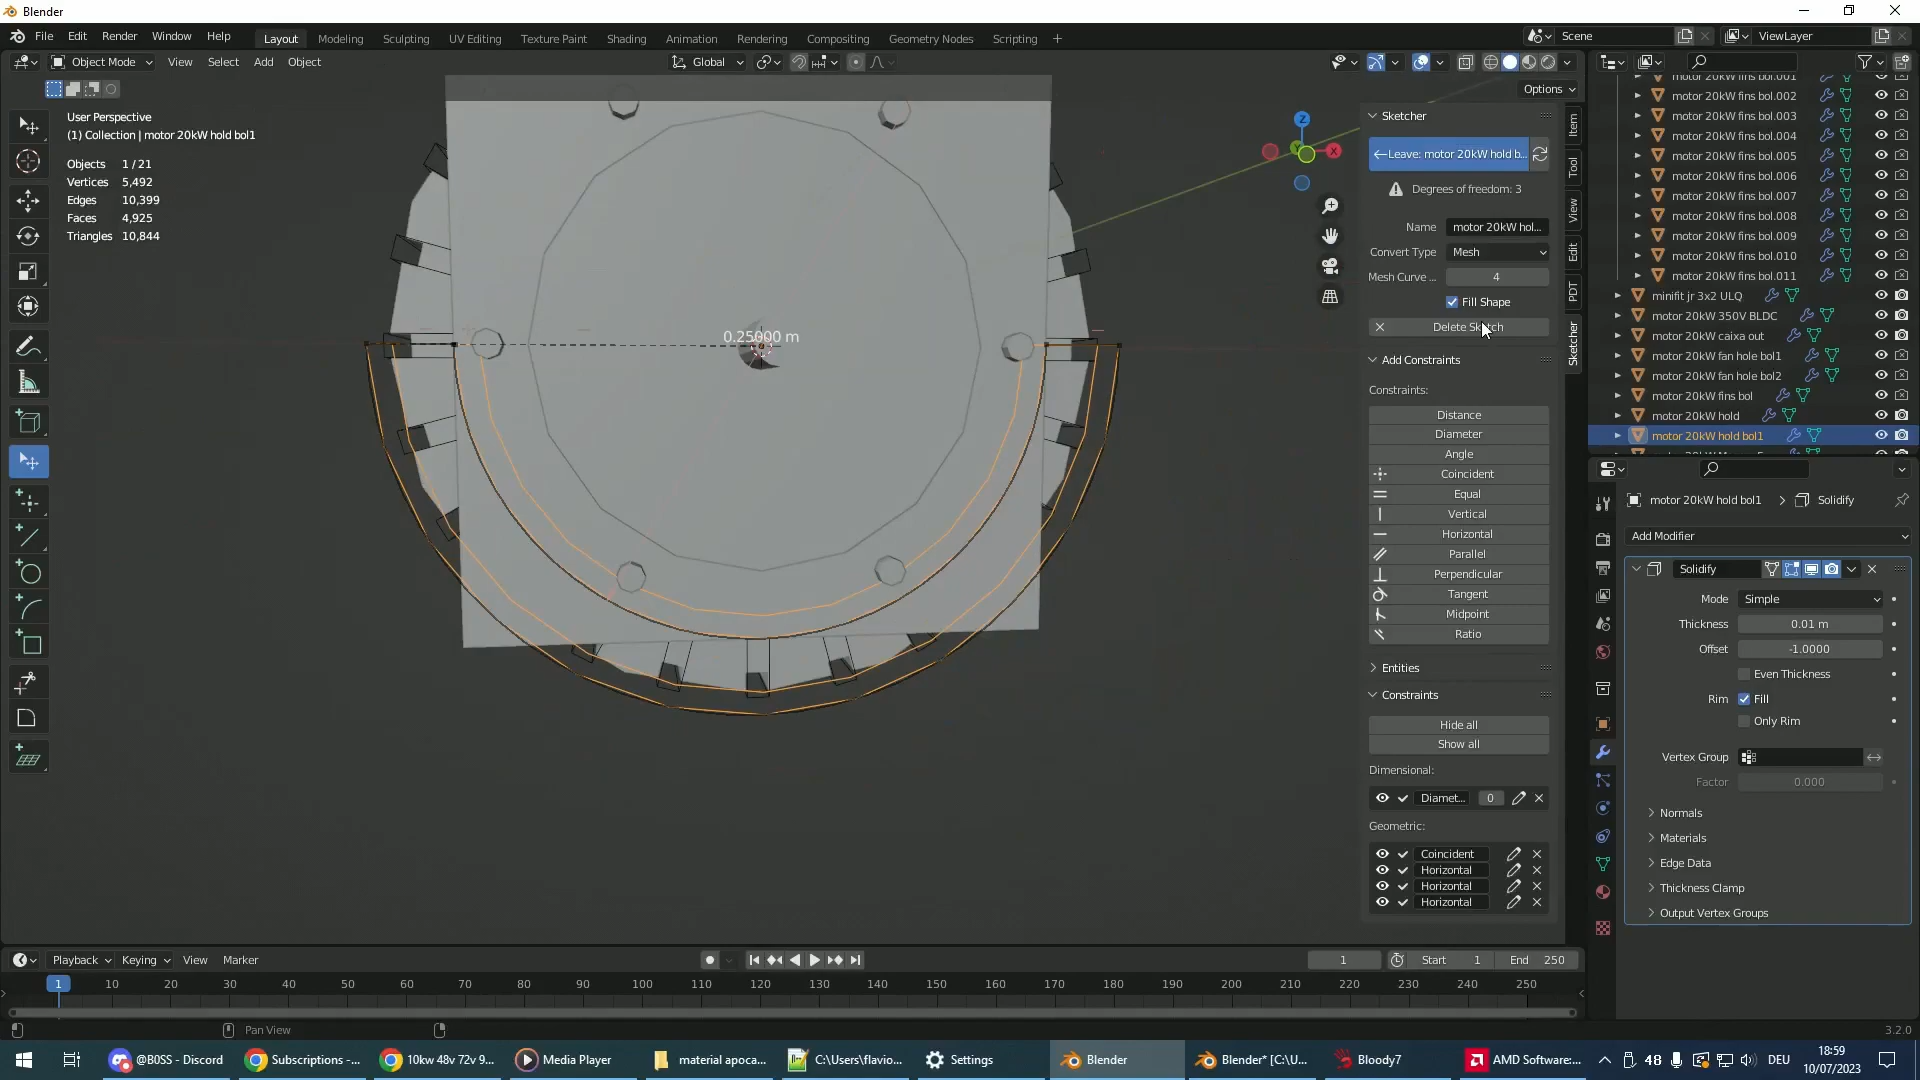 Blender
File Edit Render Window Help
Layout Modeling Sculpting UV Editing Texture Paint Shading Animation Rendering Compositing Geometry Nodes Scripting
Scene
ViewLayer
Object Mode View Select Add Object
Global
Options
User Perspective
(1) Collection | motor 20kW hold bol1
Objects 1/21
Vertices 5,492
Edges 10,399
Faces 4,925
Triangles 10,844
0.25000 m
Z
X
Y
Sketcher
Leave: motor 20kW hold b...
Degrees of freedom: 3
Name motor 20kW hol...
Convert Type Mesh
Mesh Curve ... 4
Fill Shape
Delete Sketch
Add Constraints
Constraints:
Distance
Diameter
Angle
Coincident
Equal
Vertical
Horizontal
Parallel
Perpendicular
Tangent
Midpoint
Ratio
Entities
Constraints
Hide all
Show all
Dimensional:
Diamet... 0
Geometric:
Coincident
Horizontal
Horizontal
Horizontal
Item
Tool
View
Edit
PDT
Sketcher
motor 20kW fins bol.001
motor 20kW fins bol.002
motor 20kW fins bol.003
motor 20kW fins bol.004
motor 20kW fins bol.005
motor 20kW fins bol.006
motor 20kW fins bol.007
motor 20kW fins bol.008
motor 20kW fins bol.009
motor 20kW fins bol.010
motor 20kW fins bol.011
minifit jr 3x2 ULQ
motor 20kW 350V BLDC
motor 20kW caixa out
motor 20kW fan hole bol1
motor 20kW fan hole bol2
motor 20kW fins bol
motor 20kW hold
motor 20kW hold bol1
motor 20kW hold bol1 > Solidify
Add Modifier
Solidify
Mode Simple
Thickness 0.01 m
Offset -1.0000
Even Thickness
Rim Fill
Only Rim
Vertex Group
Factor 0.000
Normals
Materials
Edge Data
Thickness Clamp
Output Vertex Groups
Playback Keying View Marker
1 Start 1 End 250
1 10 20 30 40 50 60 70 80 90 100 110 120 130 140 150 160 170 180 190 200 210 220 230 240 250
Pan View
3.2.0
@B0SS - Discord Subscriptions -... 10kw 48v 72v 9... Media Player material apoca... C:\Users\flavio... Settings Blender Blender* [C:\U... Bloody7 AMD Software:... 48 DEU
18:59
10/07/2023